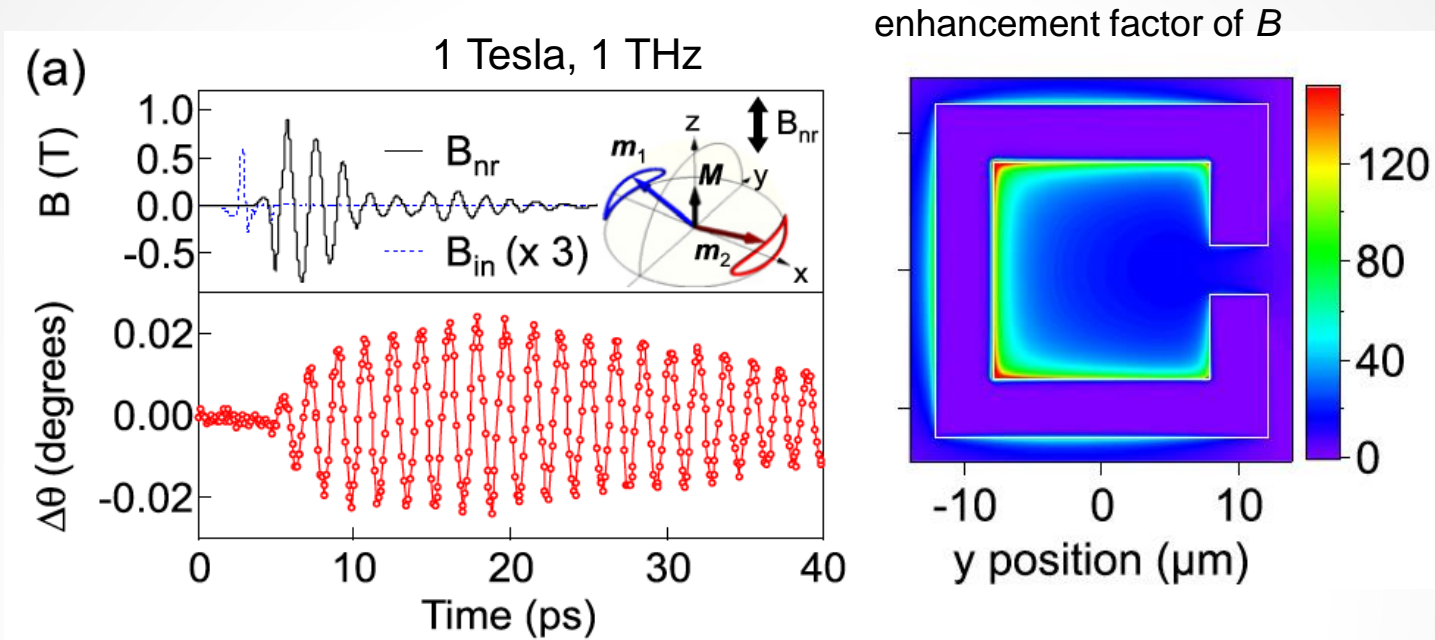 enhancement factor of B
(a)
1 Tesla, 1 THz
B (T)
1.0
0.5
0.0
-0.5
B_nr
B_in (x 3)
m_1
m_2
M
z
y
x
B_nr
Δθ (degrees)
0.02
0.00
-0.02
0 10 20 30 40
Time (ps)
120
80
40
0
-10 0 10
y position (μm)